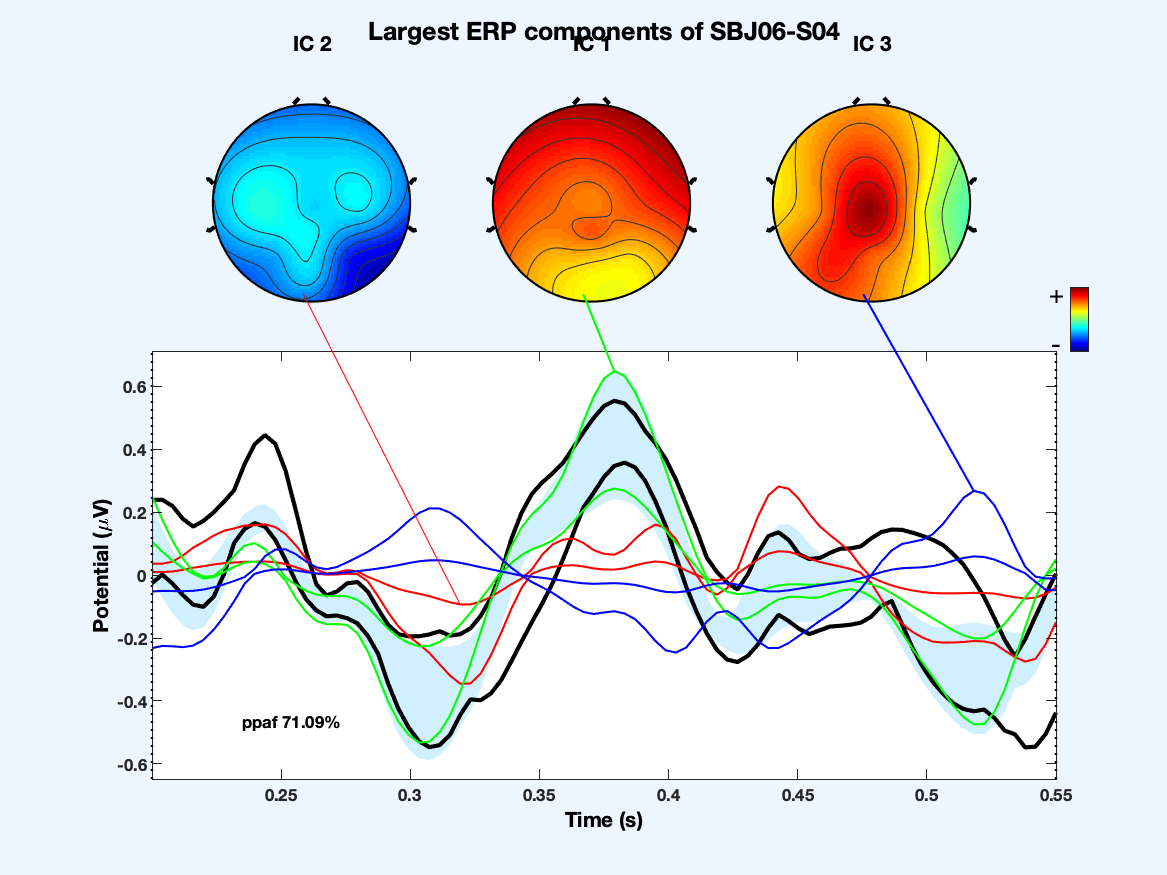 Largest ERP components of SBJ06-S04
IC 2
IC 1
IC 3
+
-
0.6
0.4
0.2
0
-0.2
-0.4
-0.6
Potential (μV)
ppaf 71.09%
0.25
0.3
0.35
0.4
0.45
0.5
0.55
Time (s)